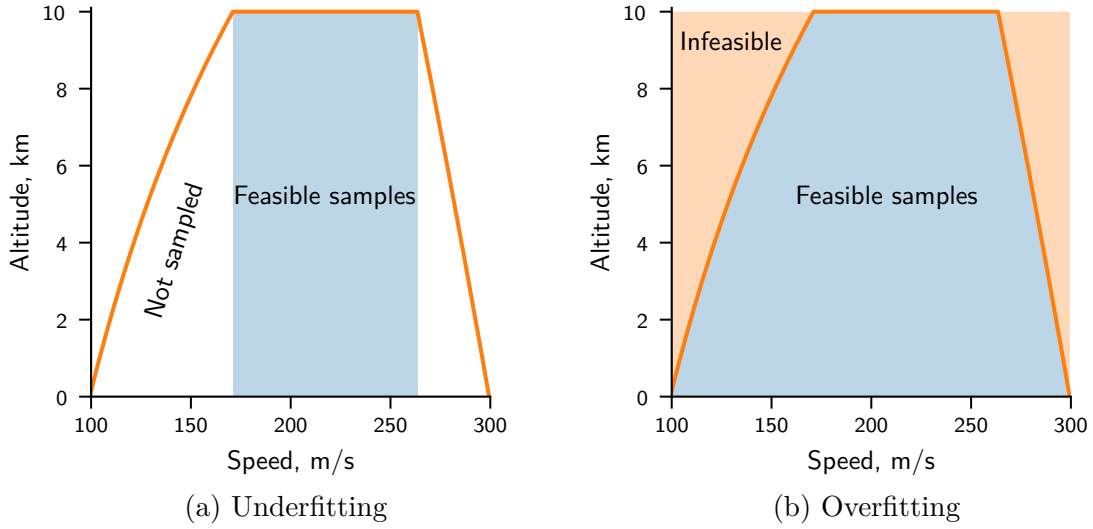 10
8
6
4
2
0
Altitude, km
Not sampled
Feasible samples
100
150
200
250
300
Speed, m/s
(a) Underfitting
10
8
6
4
2
0
Altitude, km
Infeasible
Feasible samples
100
150
200
250
300
Speed, m/s
(b) Overfitting